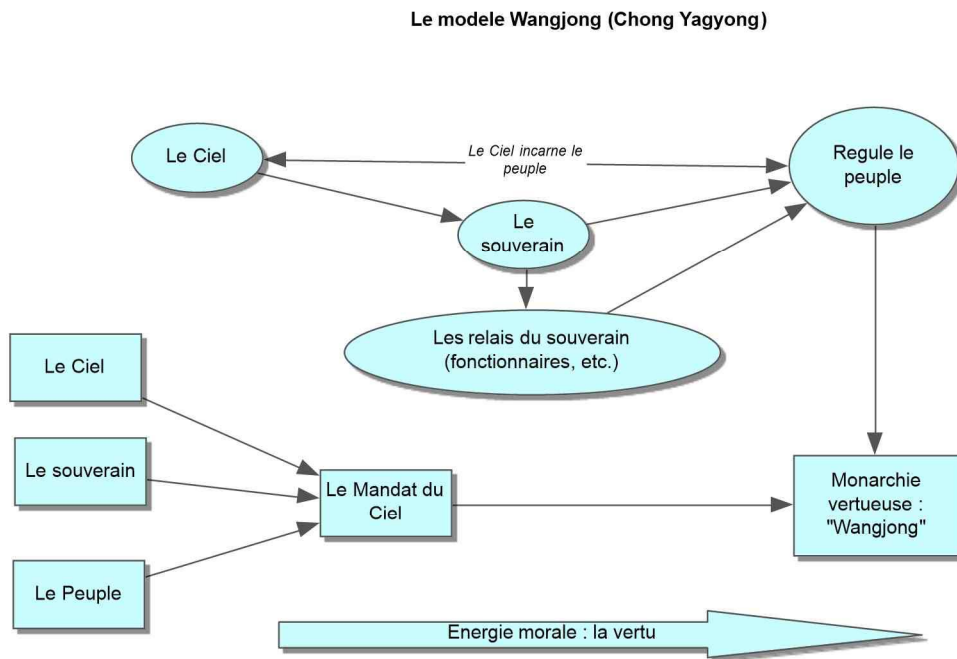 Le modele Wangjong (Chong Yagyong)
Le Ciel
Le Ciel incarne le
peuple
Regule le
peuple
Le
souverain
Les relais du souverain
(fonctionnaires, etc.)
Le Ciel
Le souverain
Le Mandat du
Ciel
Monarchie
vertueuse :
"Wangjong"
Le Peuple
Energie morale : la vertu